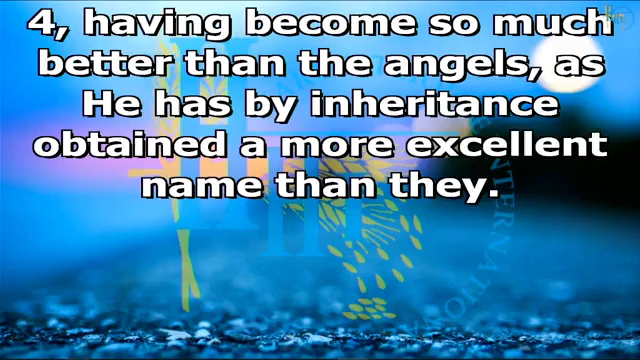 4, having become so much
better than the angels, as
He has by inheritance
obtained a more excellent
name than they.